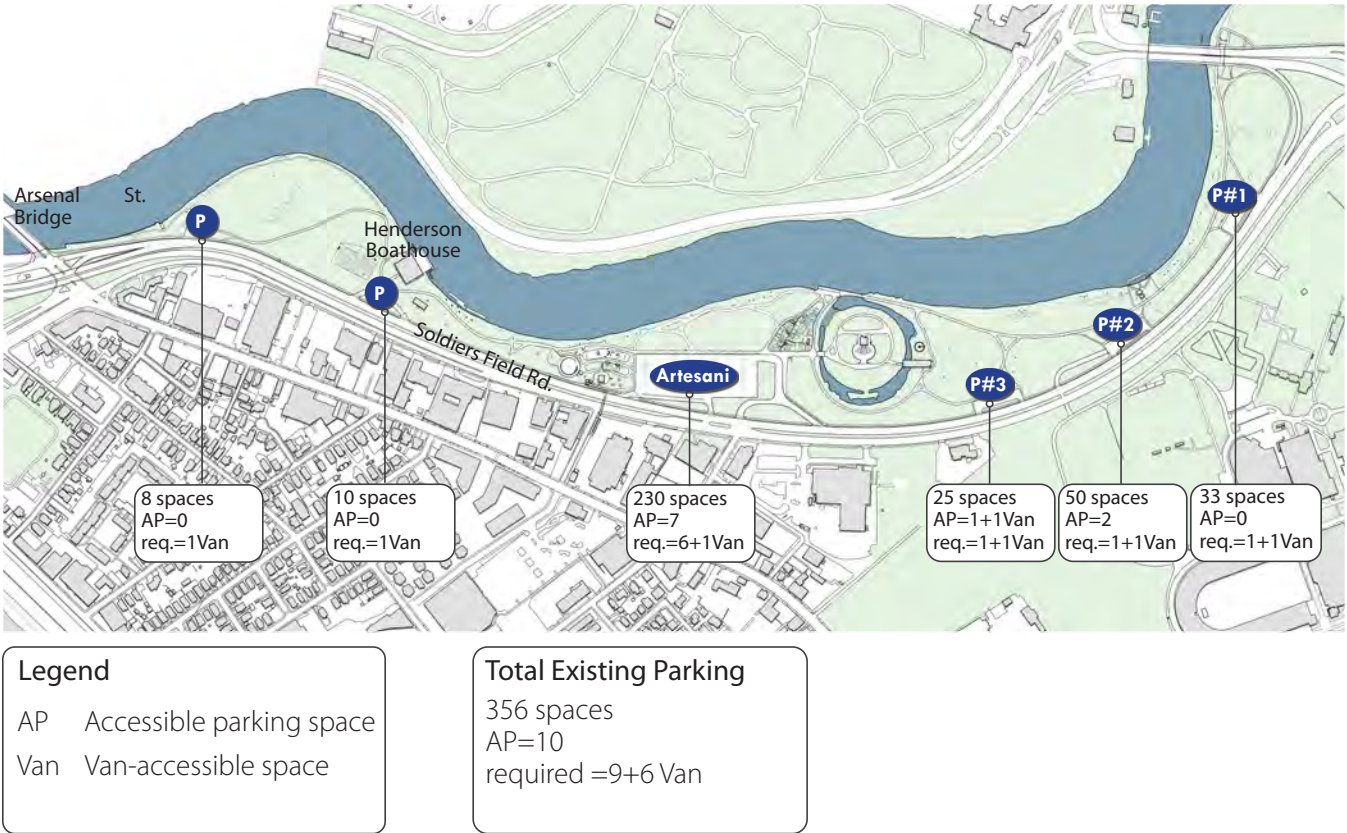 Arsenal St.
Bridge
P
Henderson
Boathouse
P
Soldiers Field Rd.
Artesani
P#3
P#2
P#1
8 spaces
AP=0
req.=1Van
10 spaces
AP=0
req.=1Van
230 spaces
AP=7
req.=6+1Van
25 spaces
AP=1+1Van
req.=1+1Van
50 spaces
AP=2
req.=1+1Van
33 spaces
AP=0
req.=1+1Van
Legend
AP Accessible parking space
Van Van-accessible space
Total Existing Parking
356 spaces
AP=10
required =9+6 Van